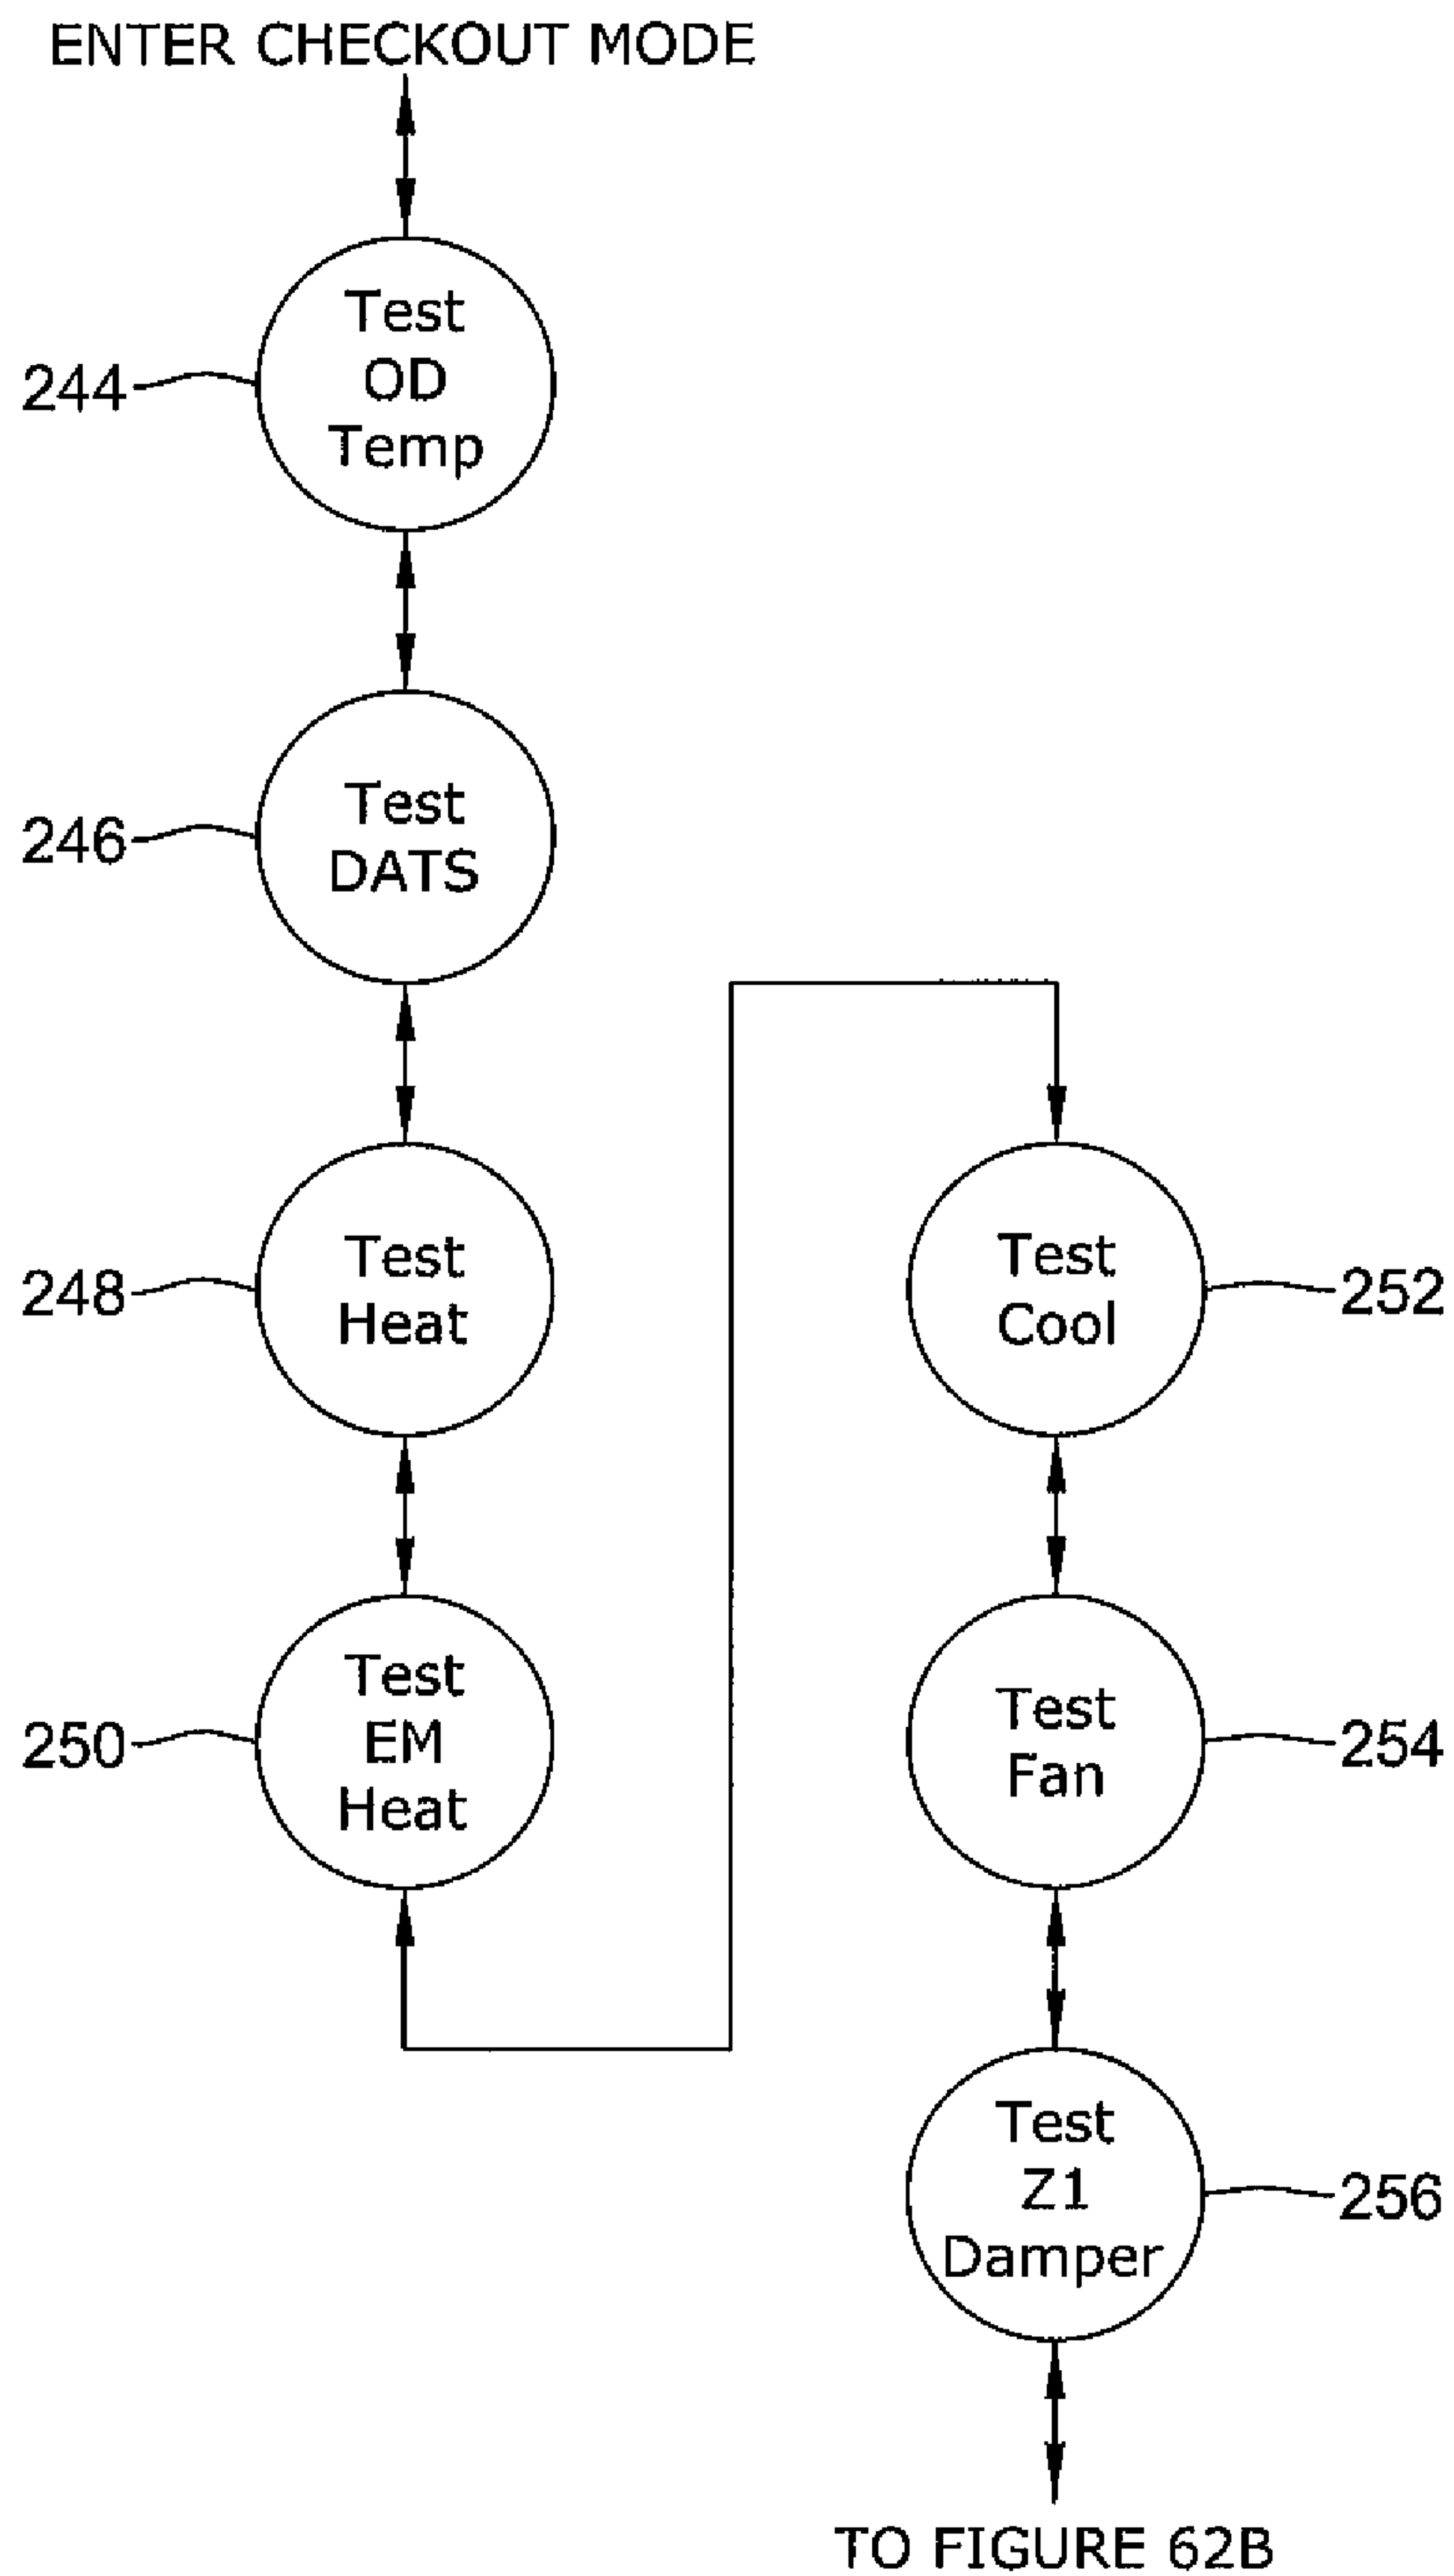 ENTER CHECKOUT MODE
Test
OD
Temp
244
Test
DATS
246
Test
Heat
248
Test
EM
Heat
250
Test
Cool
252
Test
Fan
254
Test
Z1
Damper
256
TO FIGURE 62B